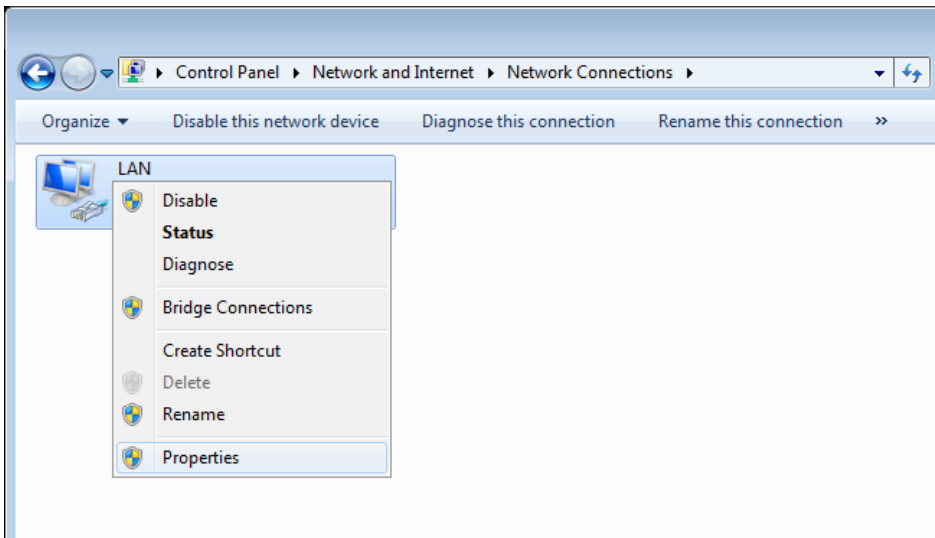 Control Panel Network and Internet Network Connections
Organize Disable this network device Diagnose this connection Rename this connection »
LAN
Disable
Status
Diagnose
Bridge Connections
Create Shortcut
Delete
Rename
Properties